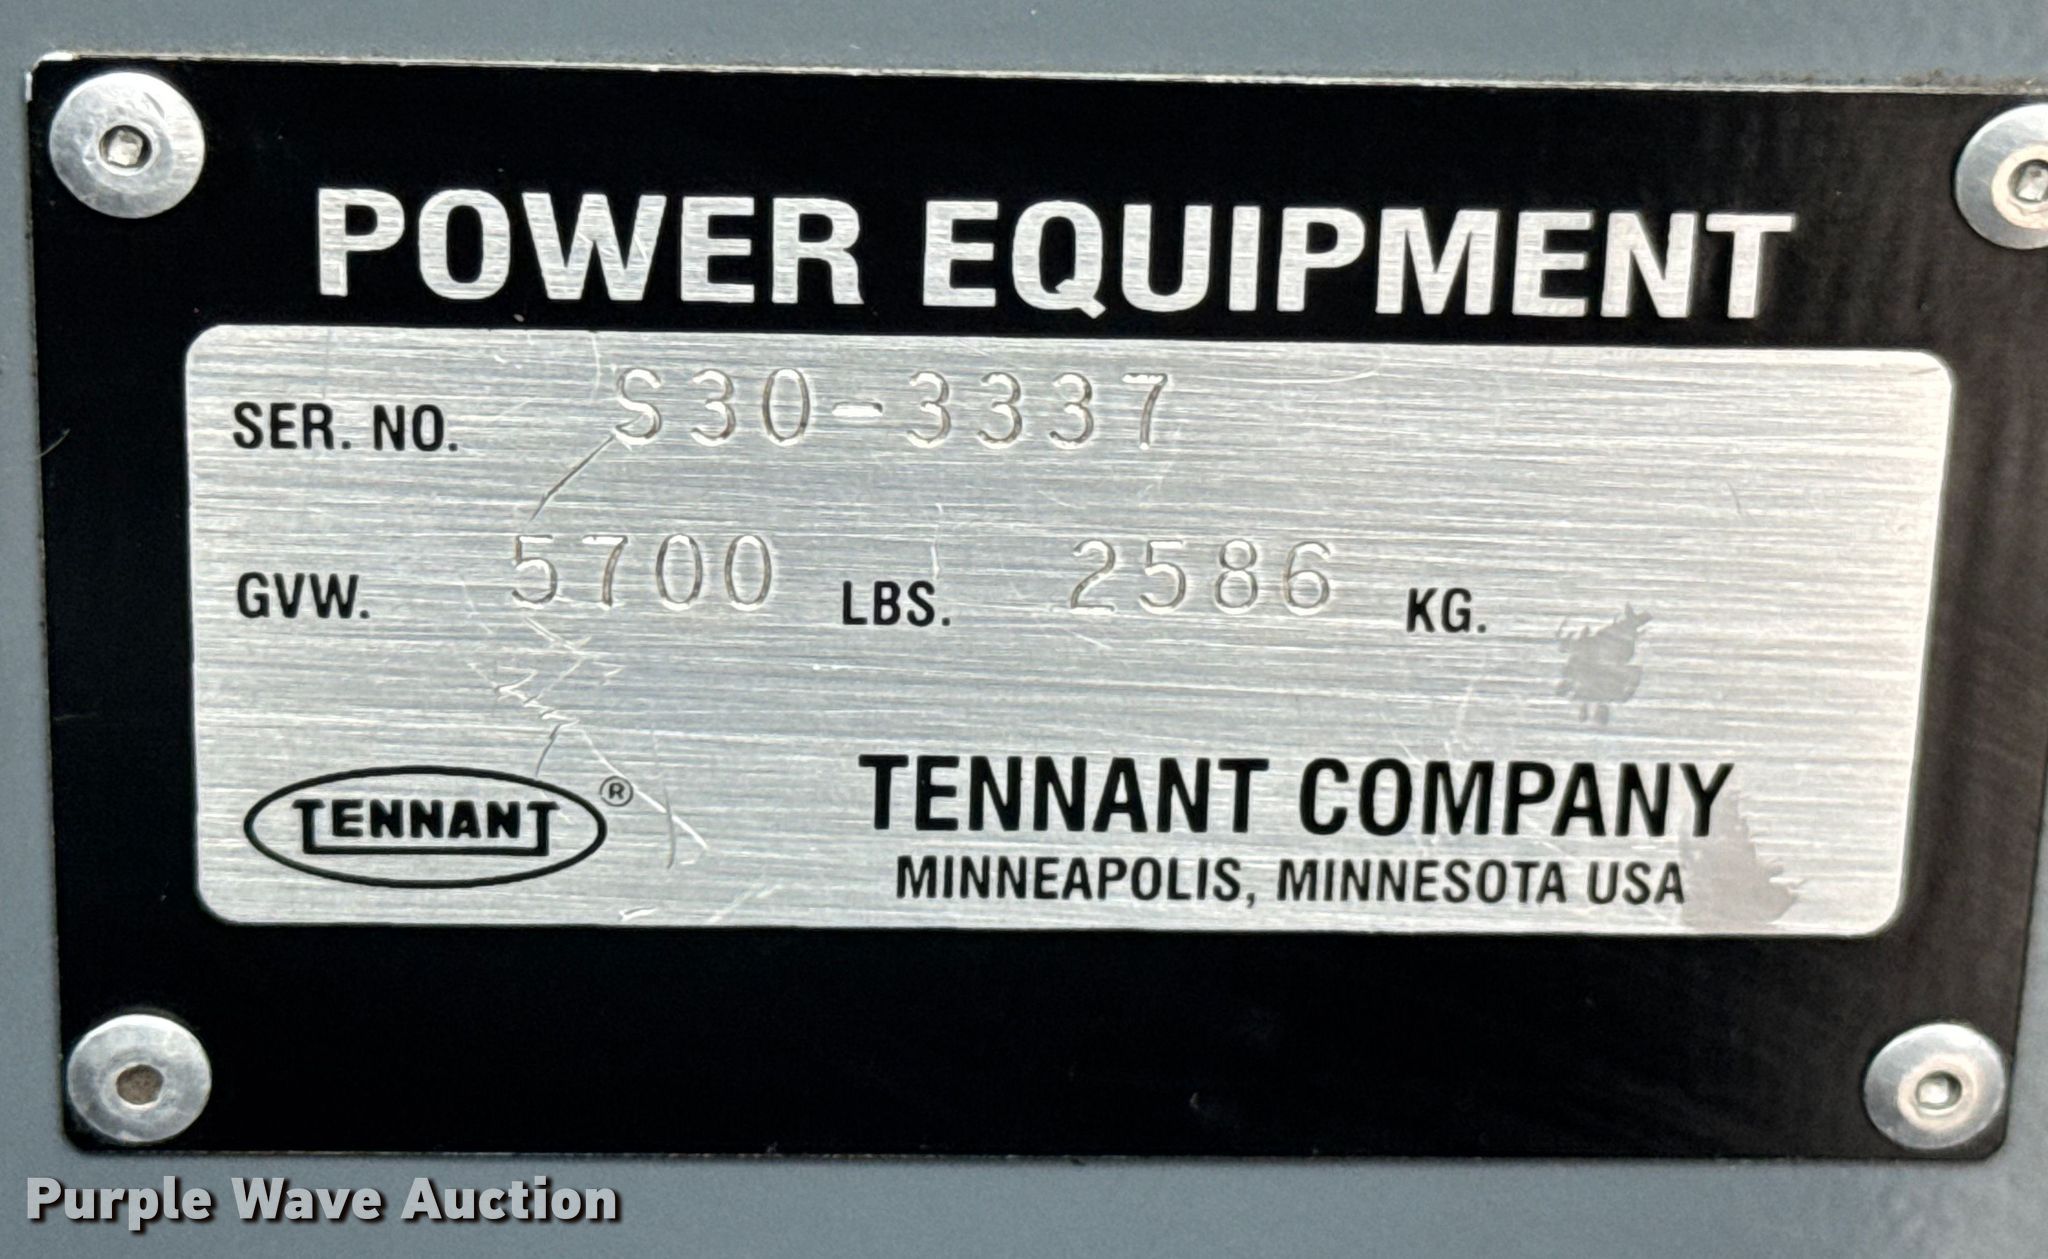 POWER EQUIPMENT
SER. NO. S30-3337
GVW. 5700 LBS. 2586 KG.
TENNANT ®
TENNANT COMPANY
MINNEAPOLIS, MINNESOTA USA
Purple Wave Auction